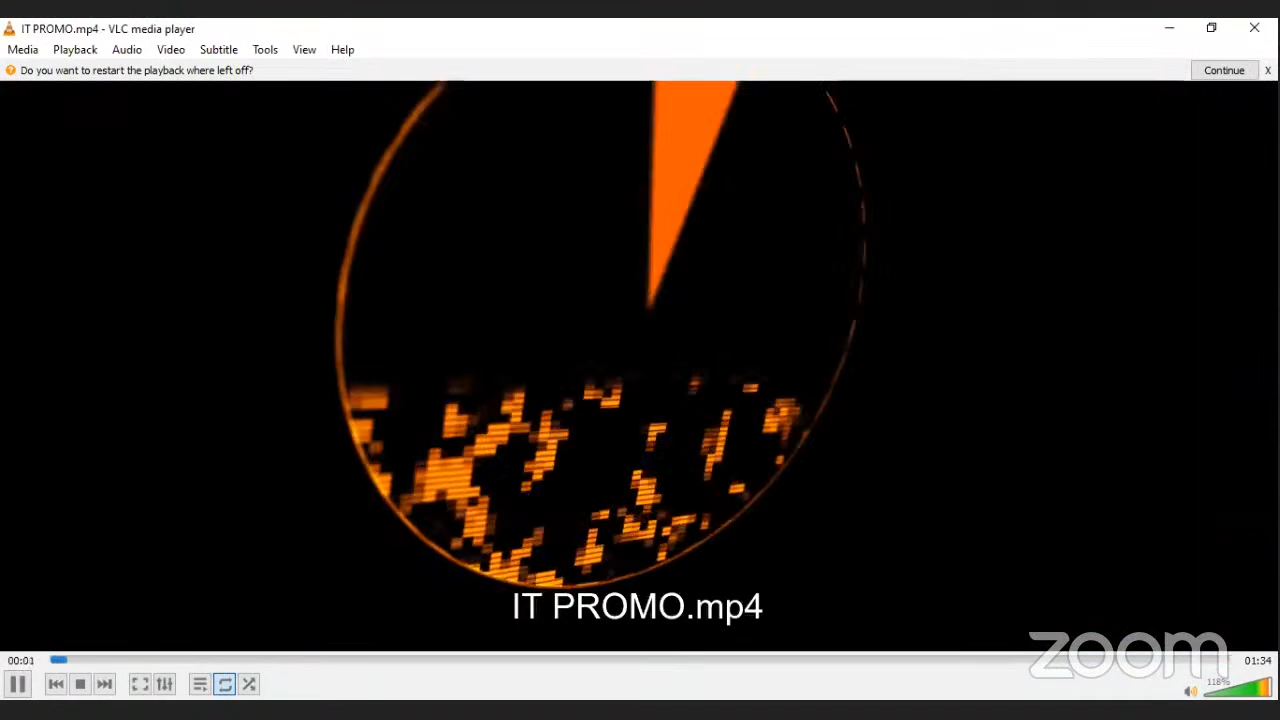 IT PROMO.mp4 - VLC media player
Media Playback Audio Video Subtitle Tools View Help
Do you want to restart the playback where left off?
Continue X
IT PROMO.mp4
zoom
00:01
01:34
118%